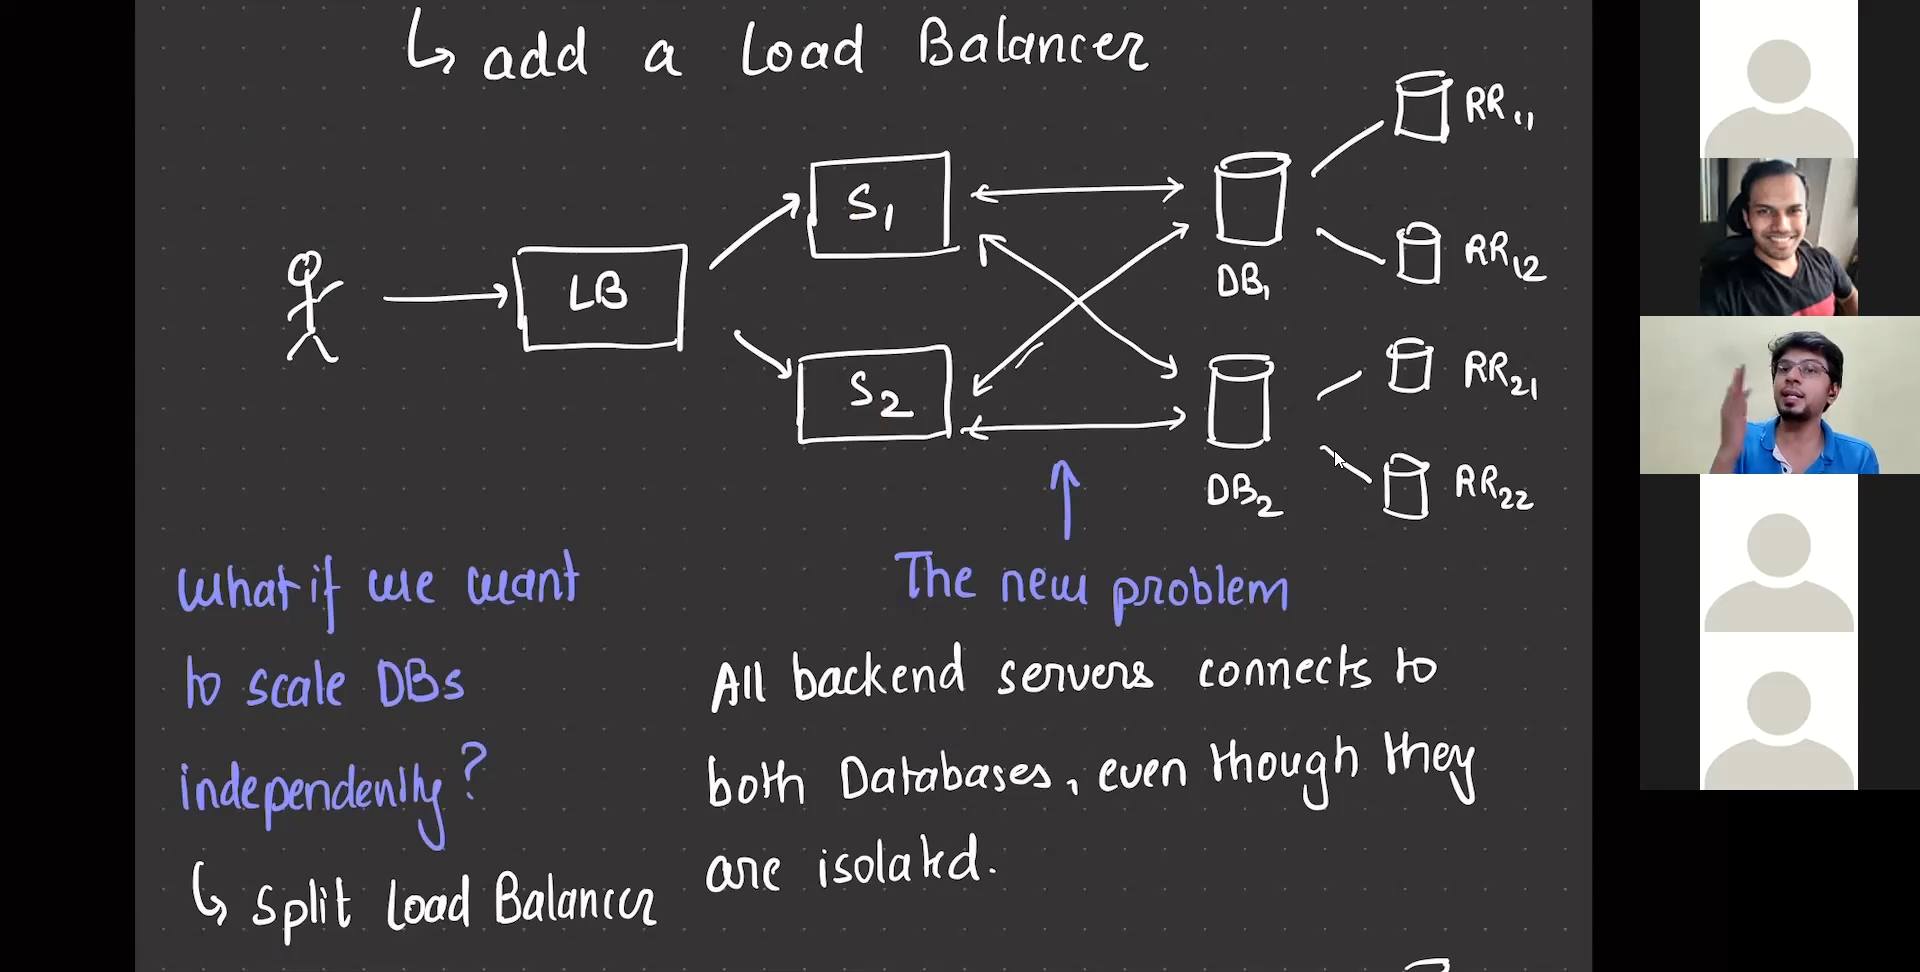 ↳ add a Load Balancer
RR11
S1
RR12
LB
DB1
RR21
S2
RR22
DB2
What if we want
to scale DBs
independently?
↳ Split Load Balancer
The new problem
All backend servers connects to
both Databases, even though they
are isolated.